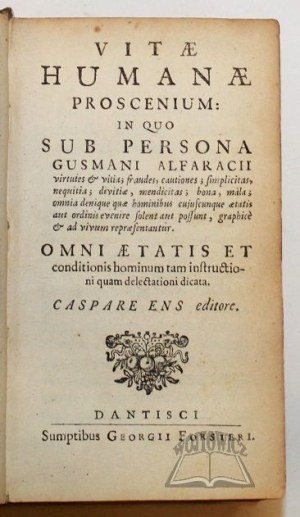 VITÆ
HUMANÆ
PROSCENIUM:
IN QUO
SUB PERSONA
GUSMANI ALFARACII
virtutes & vitia; fraudes, cautiones; simplicitas,
nequitia; divitiæ, mendicitas; bona, mala;
omnia denique quæ hominibus cujuscunque ætatis
aut ordinis evenire solent aut possunt, graphicè
& ad vivum repræsentantur.
OMNI ÆTATIS ET
conditionis hominum tam instructio-
ni quam delectationi dicata.
CASPARE ENS editore.
DANTISCI
Sumptibus GEORGII FORSTERI.
WÓJTOWICZ